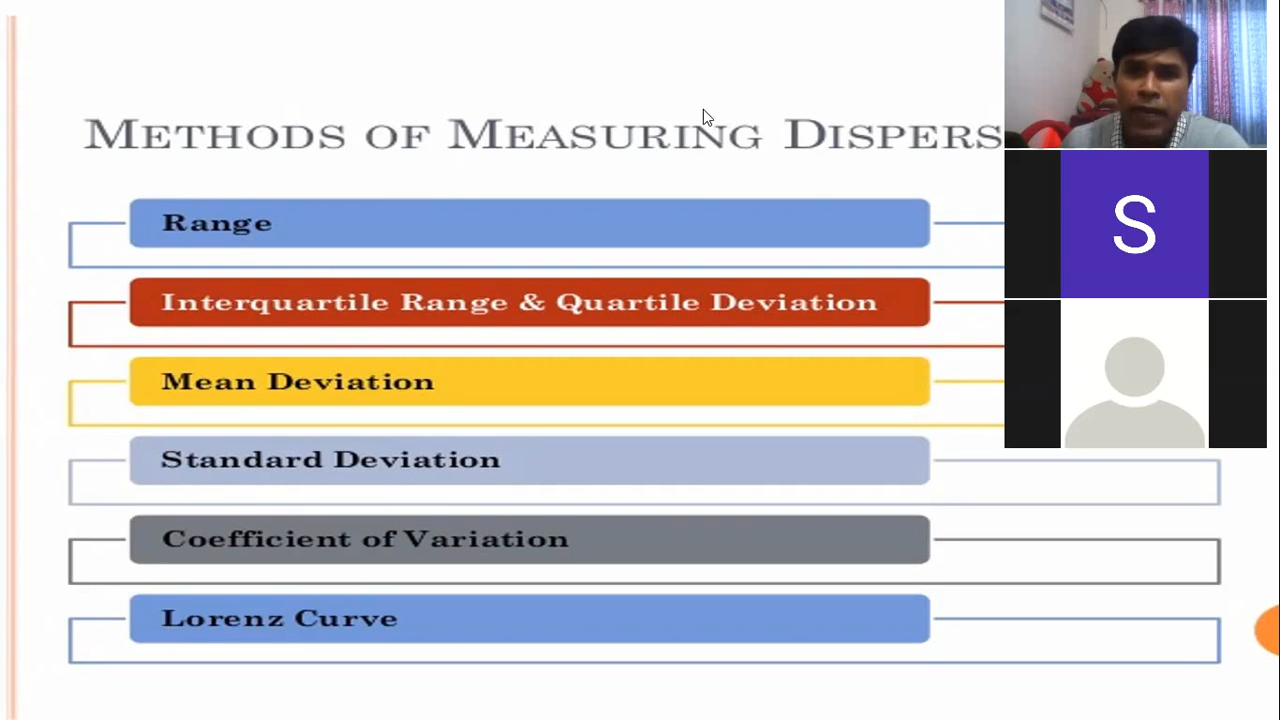 METHODS OF MEASURING DISPERS
Range
Interquartile Range & Quartile Deviation
Mean Deviation
Standard Deviation
Coefficient of Variation
Lorenz Curve
S